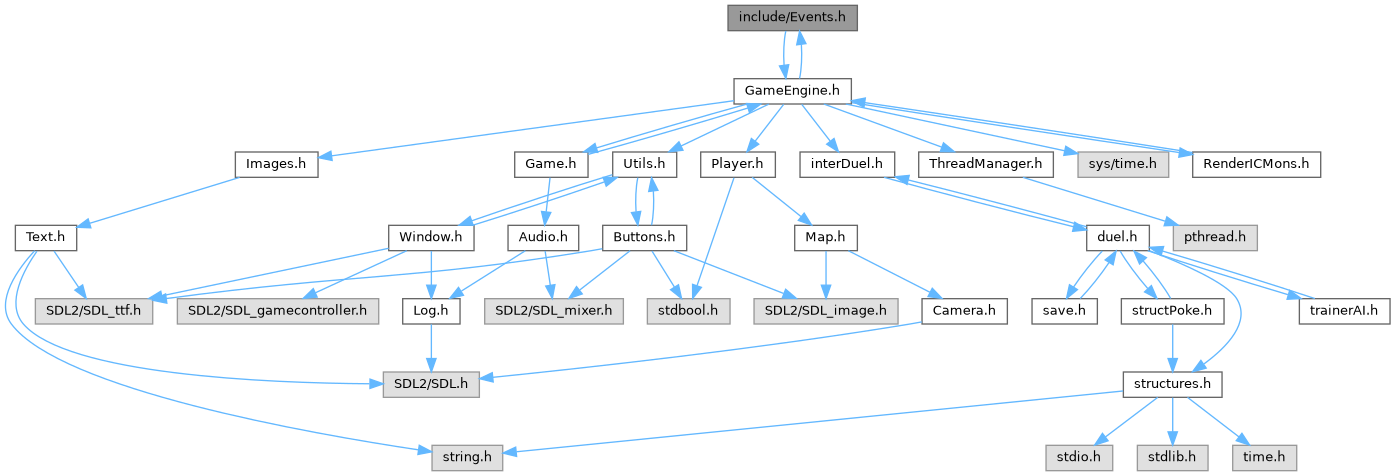 include/Events.h
GameEngine.h
Images.h
Game.h
Utils.h
Player.h
interDuel.h
ThreadManager.h
sys/time.h
RenderICMons.h
Text.h
Window.h
Audio.h
Buttons.h
Map.h
duel.h
pthread.h
SDL2/SDL_ttf.h
SDL2/SDL_gamecontroller.h
Log.h
SDL2/SDL_mixer.h
stdbool.h
SDL2/SDL_image.h
Camera.h
save.h
structPoke.h
trainerAI.h
SDL2/SDL.h
structures.h
string.h
stdio.h
stdlib.h
time.h